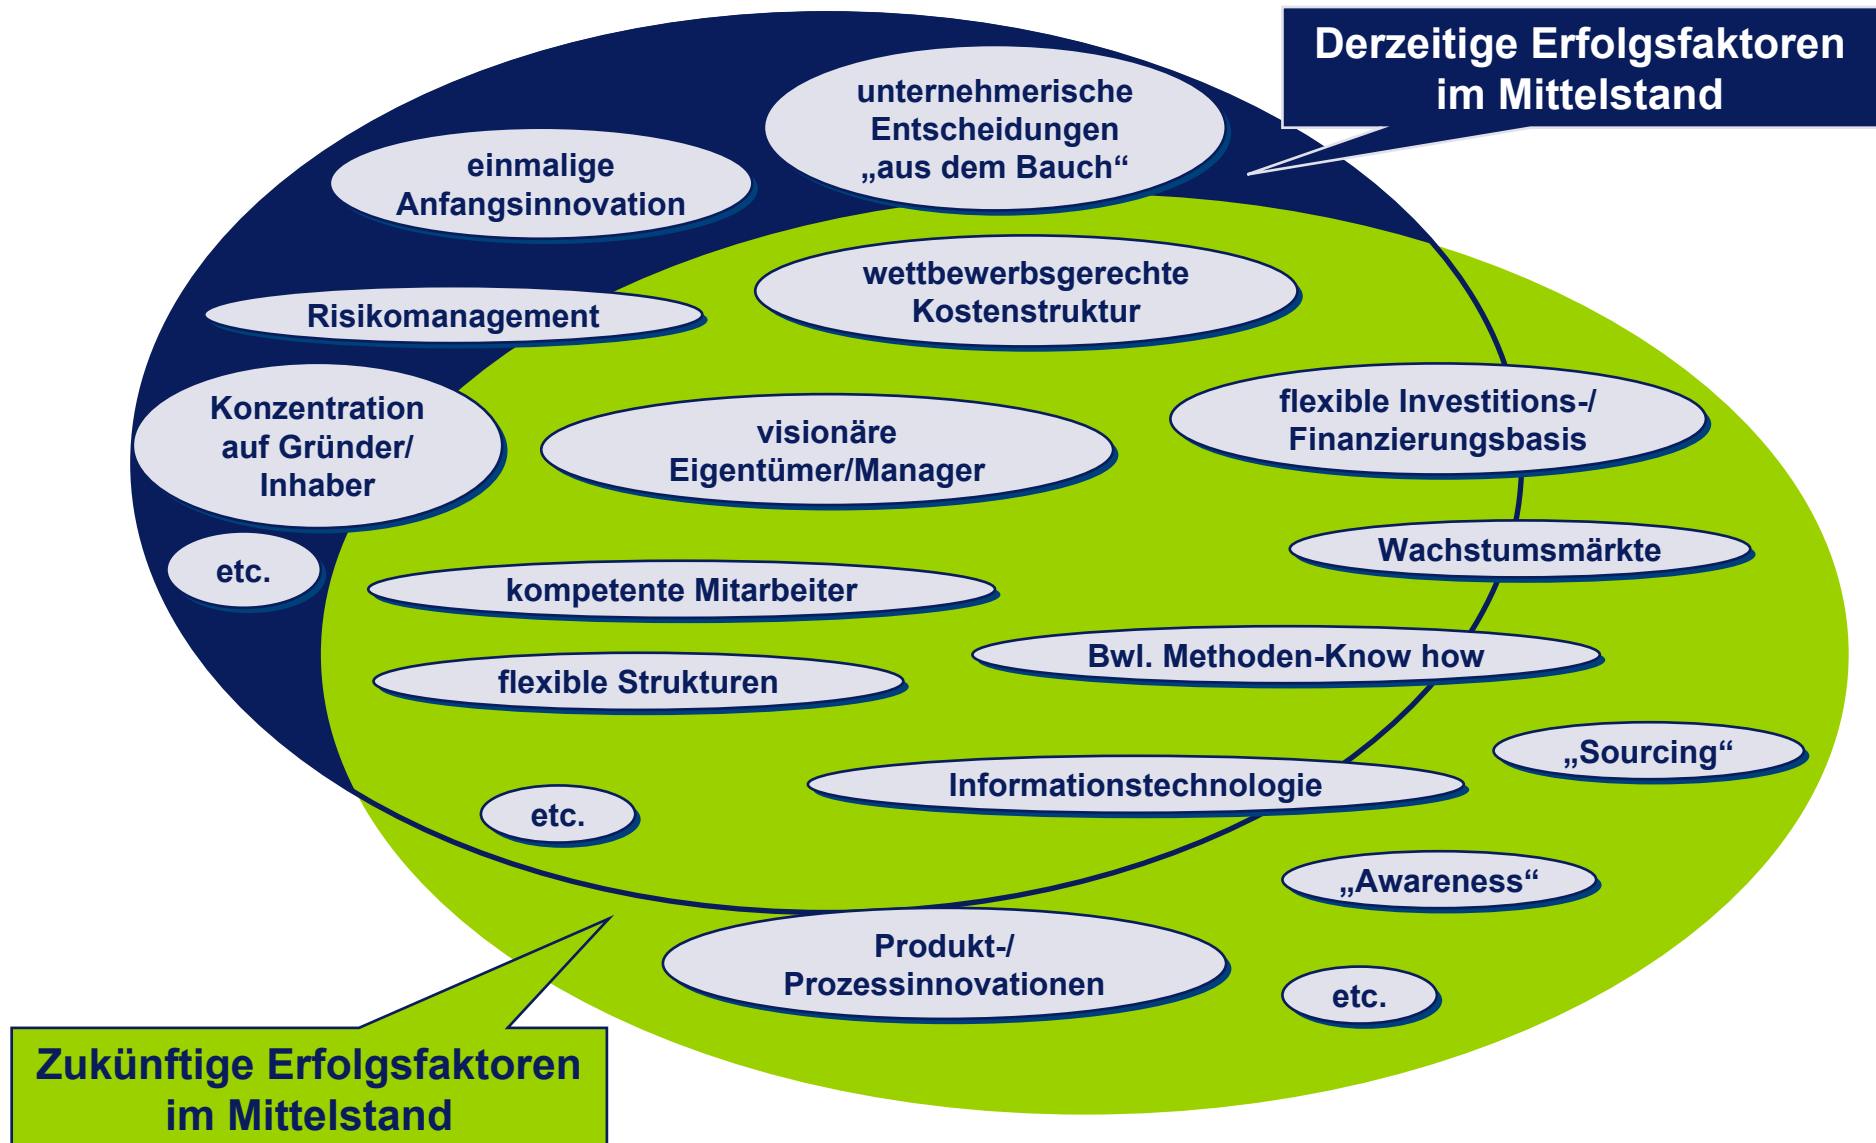 Derzeitige Erfolgsfaktoren
im Mittelstand
unternehmerische
Entscheidungen
„aus dem Bauch“
einmalige
Anfangsinnovation
wettbewerbsgerechte
Kostenstruktur
Risikomanagement
Konzentration
auf Gründer/
Inhaber
visionäre
Eigentümer/Manager
flexible Investitions-/
Finanzierungsbasis
etc.
Wachstumsmärkte
kompetente Mitarbeiter
Bwl. Methoden-Know how
flexible Strukturen
„Sourcing“
Informationstechnologie
etc.
„Awareness“
Produkt-/
Prozessinnovationen
etc.
Zukünftige Erfolgsfaktoren
im Mittelstand